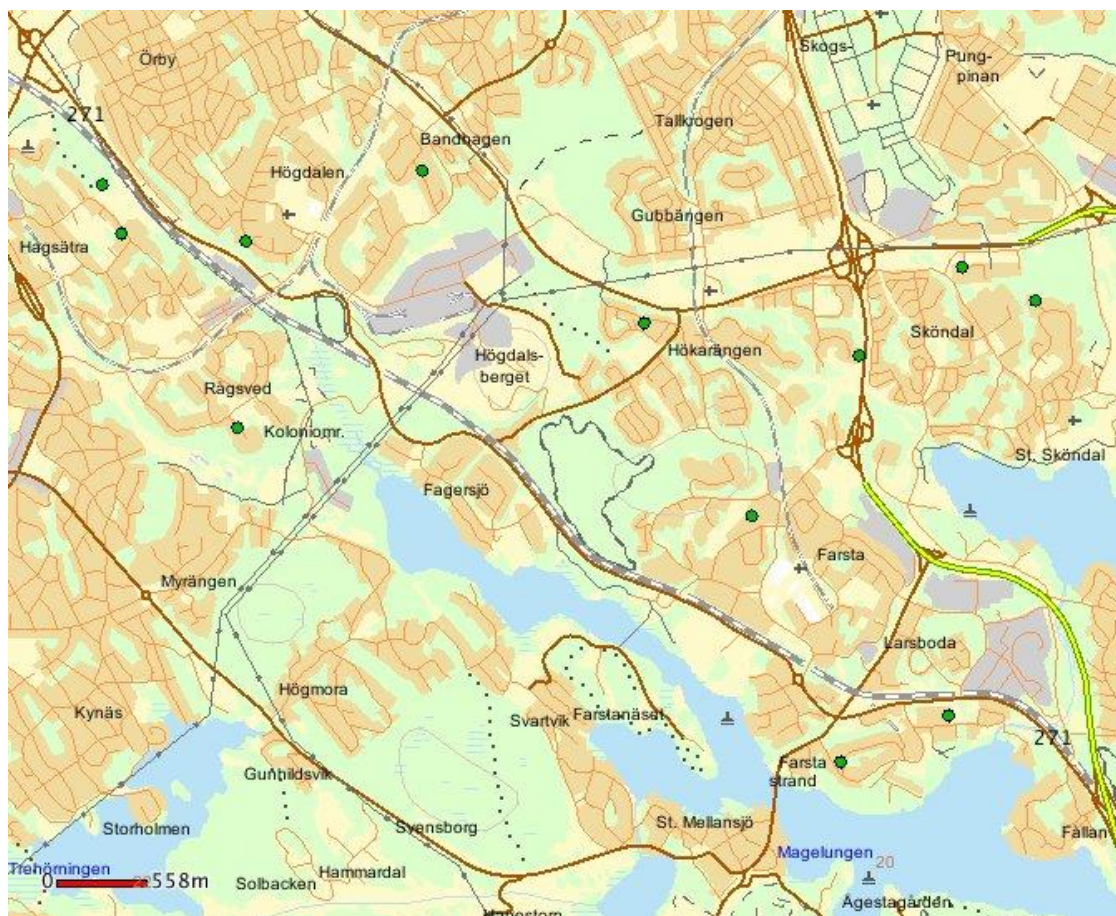 Örby
Skogs-
Pung-
pinan
271
Tallkrogen
Bandhagen
Högdalen
Gubbängen
Hagsätra
Sköndal
Högdals-
berget
Hökarängen
Rågsved
Koloniomr.
St. Sköndal
Fagersjö
Farsta
Myrängen
Larsboda
Högmora
Kynäs
Svartvik
Farstanäset
271
Farsta
strand
Gunhildsvik
Storholmen
Svensborg
St. Mellansjö
Fållan
Trehörningen
Magelungen
20
Hammardal
0
558m
Solbacken
Ågestagården